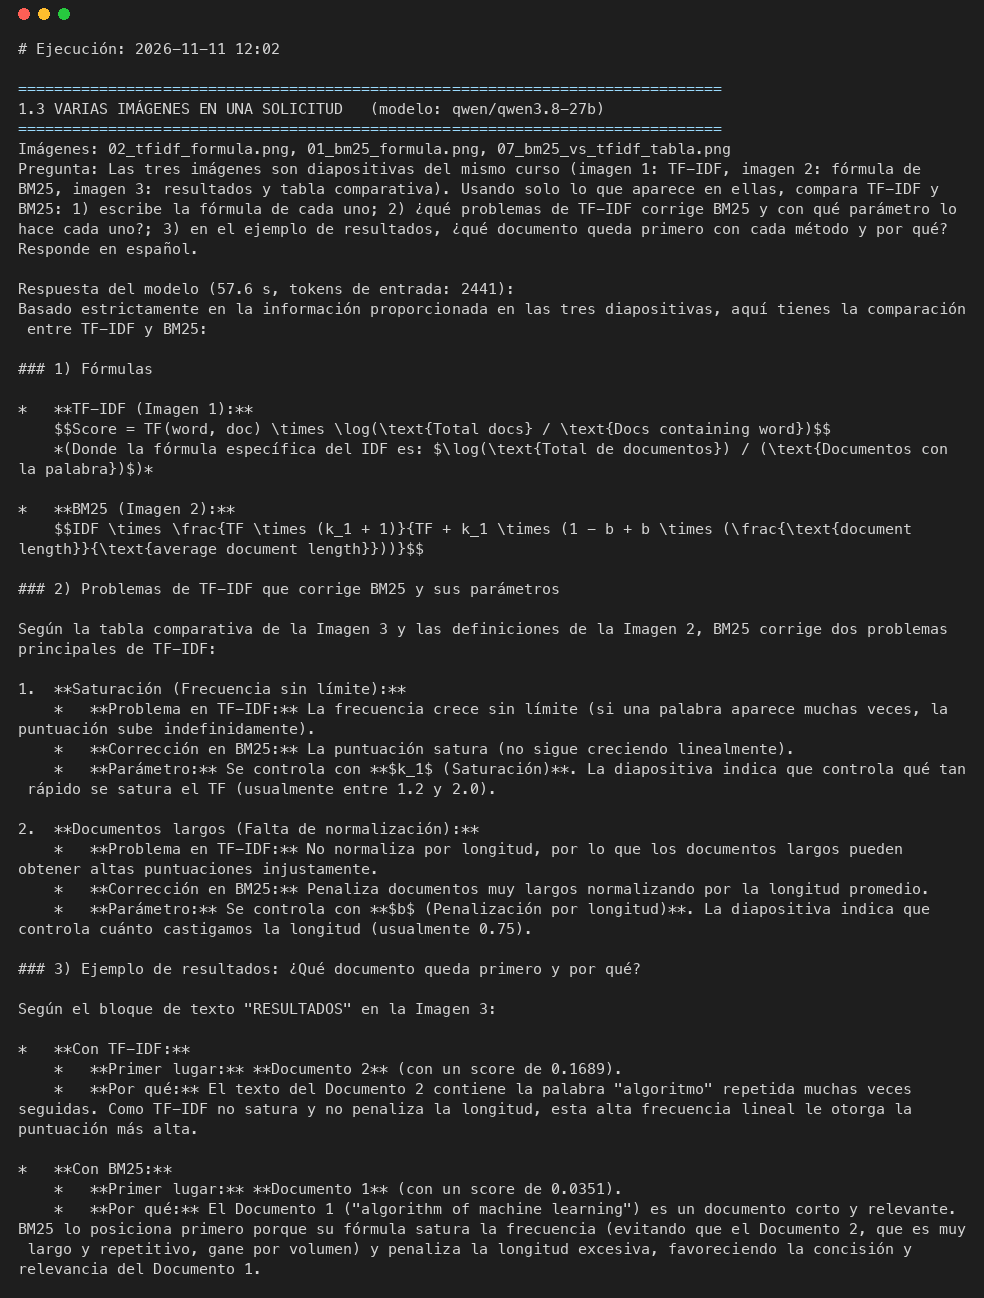 # Ejecución: 2026-11-11 12:02
==============================================================================
1.3 VARIAS IMÁGENES EN UNA SOLICITUD   (modelo: qwen/qwen3.8-27b)
==============================================================================
Imágenes: 02_tfidf_formula.png, 01_bm25_formula.png, 07_bm25_vs_tfidf_tabla.png
Pregunta: Las tres imágenes son diapositivas del mismo curso (imagen 1: TF-IDF, imagen 2: fórmula de
BM25, imagen 3: resultados y tabla comparativa). Usando solo lo que aparece en ellas, compara TF-IDF y
BM25: 1) escribe la fórmula de cada uno; 2) ¿qué problemas de TF-IDF corrige BM25 y con qué parámetro lo
hace cada uno?; 3) en el ejemplo de resultados, ¿qué documento queda primero con cada método y por qué?
Responde en español.
Respuesta del modelo (57.6 s, tokens de entrada: 2441):
Basado estrictamente en la información proporcionada en las tres diapositivas, aquí tienes la comparación
 entre TF-IDF y BM25:
### 1) Fórmulas
*   **TF-IDF (Imagen 1):**
    $$Score = TF(word, doc) \times \log(\text{Total docs} / \text{Docs containing word})$$
    *(Donde la fórmula específica del IDF es: $\log(\text{Total de documentos}) / (\text{Documentos con
la palabra})$)*
*   **BM25 (Imagen 2):**
    $$IDF \times \frac{TF \times (k_1 + 1)}{TF + k_1 \times (1 - b + b \times (\frac{\text{document
length}}{\text{average document length}}))}$$
### 2) Problemas de TF-IDF que corrige BM25 y sus parámetros
Según la tabla comparativa de la Imagen 3 y las definiciones de la Imagen 2, BM25 corrige dos problemas
principales de TF-IDF:
1.  **Saturación (Frecuencia sin límite):**
    *   **Problema en TF-IDF:** La frecuencia crece sin límite (si una palabra aparece muchas veces, la
puntuación sube indefinidamente).
    *   **Corrección en BM25:** La puntuación satura (no sigue creciendo linealmente).
    *   **Parámetro:** Se controla con **$k_1$ (Saturación)**. La diapositiva indica que controla qué tan
 rápido se satura el TF (usualmente entre 1.2 y 2.0).
2.  **Documentos largos (Falta de normalización):**
    *   **Problema en TF-IDF:** No normaliza por longitud, por lo que los documentos largos pueden
obtener altas puntuaciones injustamente.
    *   **Corrección en BM25:** Penaliza documentos muy largos normalizando por la longitud promedio.
    *   **Parámetro:** Se controla con **$b$ (Penalización por longitud)**. La diapositiva indica que
controla cuánto castigamos la longitud (usualmente 0.75).
### 3) Ejemplo de resultados: ¿Qué documento queda primero y por qué?
Según el bloque de texto "RESULTADOS" en la Imagen 3:
*   **Con TF-IDF:**
    *   **Primer lugar:** **Documento 2** (con un score de 0.1689).
    *   **Por qué:** El texto del Documento 2 contiene la palabra "algoritmo" repetida muchas veces
seguidas. Como TF-IDF no satura y no penaliza la longitud, esta alta frecuencia lineal le otorga la
puntuación más alta.
*   **Con BM25:**
    *   **Primer lugar:** **Documento 1** (con un score de 0.0351).
    *   **Por qué:** El Documento 1 ("algorithm of machine learning") es un documento corto y relevante.
BM25 lo posiciona primero porque su fórmula satura la frecuencia (evitando que el Documento 2, que es muy
 largo y repetitivo, gane por volumen) y penaliza la longitud excesiva, favoreciendo la concisión y
relevancia del Documento 1.